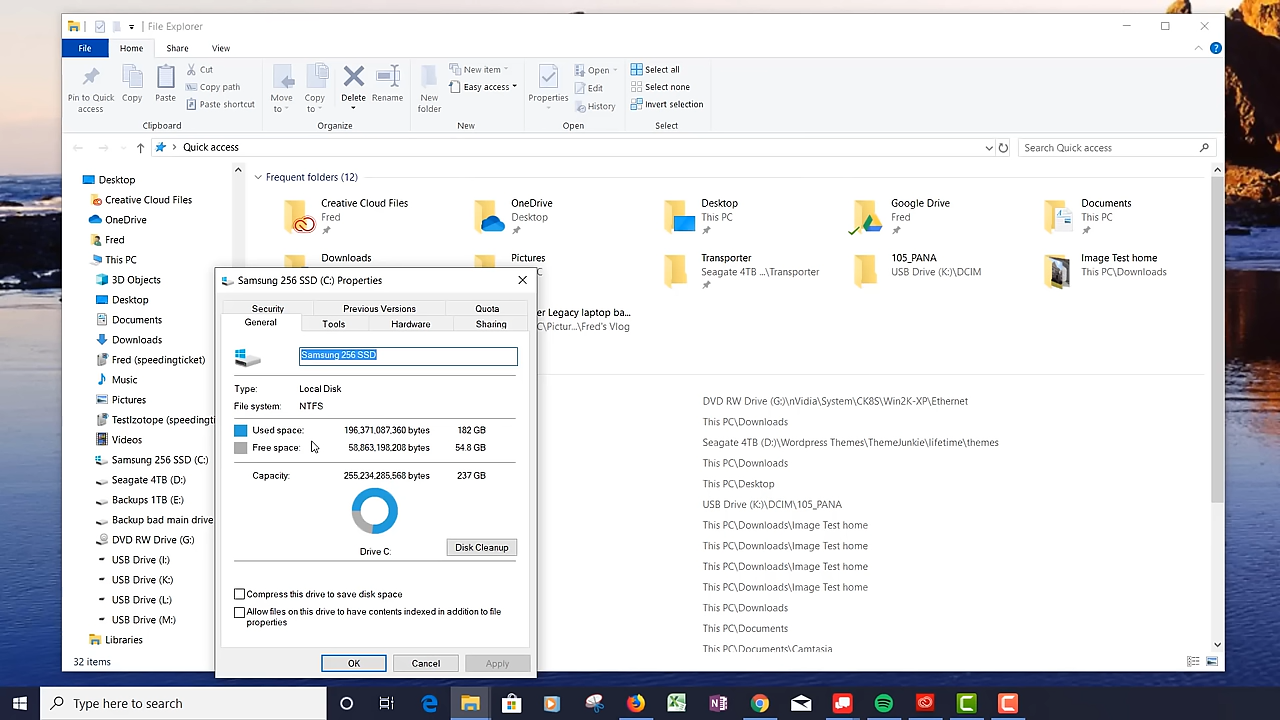 File Explorer
File Home Share View
Pin to Quick access
Copy
Paste
Cut
Copy path
Paste shortcut
Clipboard
Move to
Copy to
Delete
Rename
Organize
New folder
New item
Easy access
New
Properties
Open
Edit
History
Open
Select all
Select none
Invert selection
Select
Quick access
Search Quick access
Desktop
Creative Cloud Files
OneDrive
Fred
This PC
3D Objects
Desktop
Documents
Downloads
Fred (speedingticket)
Music
Pictures
TestIzotope (speedingti
Videos
Samsung 256 SSD (C:)
Seagate 4TB (D:)
Backups 1TB (E:)
Backup bad main drive
DVD RW Drive (G:)
USB Drive (I:)
USB Drive (K:)
USB Drive (L:)
USB Drive (M:)
Libraries
32 items
Frequent folders (12)
Creative Cloud Files
Fred
OneDrive
Desktop
Desktop
This PC
Google Drive
Fred
Documents
This PC
Downloads
Pictures
Transporter
Seagate 4TB ...\Transporter
105_PANA
USB Drive (K:)\DCIM
Image Test home
This PC\Downloads
er Legacy laptop ba...
C\Pictur...\Fred's Vlog
DVD RW Drive (G:)\nVidia\System\CK8S\Win2K-XP\Ethernet
This PC\Downloads
Seagate 4TB (D:)\Wordpress Themes\ThemeJunkie\lifetime\themes
This PC\Downloads
This PC\Desktop
USB Drive (K:)\DCIM\105_PANA
This PC\Downloads\Image Test home
This PC\Downloads\Image Test home
This PC\Downloads\Image Test home
This PC\Downloads\Image Test home
This PC\Downloads
This PC\Documents
This PC\Documents\Camtasia
Samsung 256 SSD (C:) Properties
Security Previous Versions Quota
General Tools Hardware Sharing
Samsung 256 SSD
Type: Local Disk
File system: NTFS
Used space: 196,371,087,360 bytes 182 GB
Free space: 58,863,198,208 bytes 54.8 GB
Capacity: 255,234,285,568 bytes 237 GB
Drive C:
Disk Cleanup
Compress this drive to save disk space
Allow files on this drive to have contents indexed in addition to file
properties
OK Cancel Apply
Type here to search